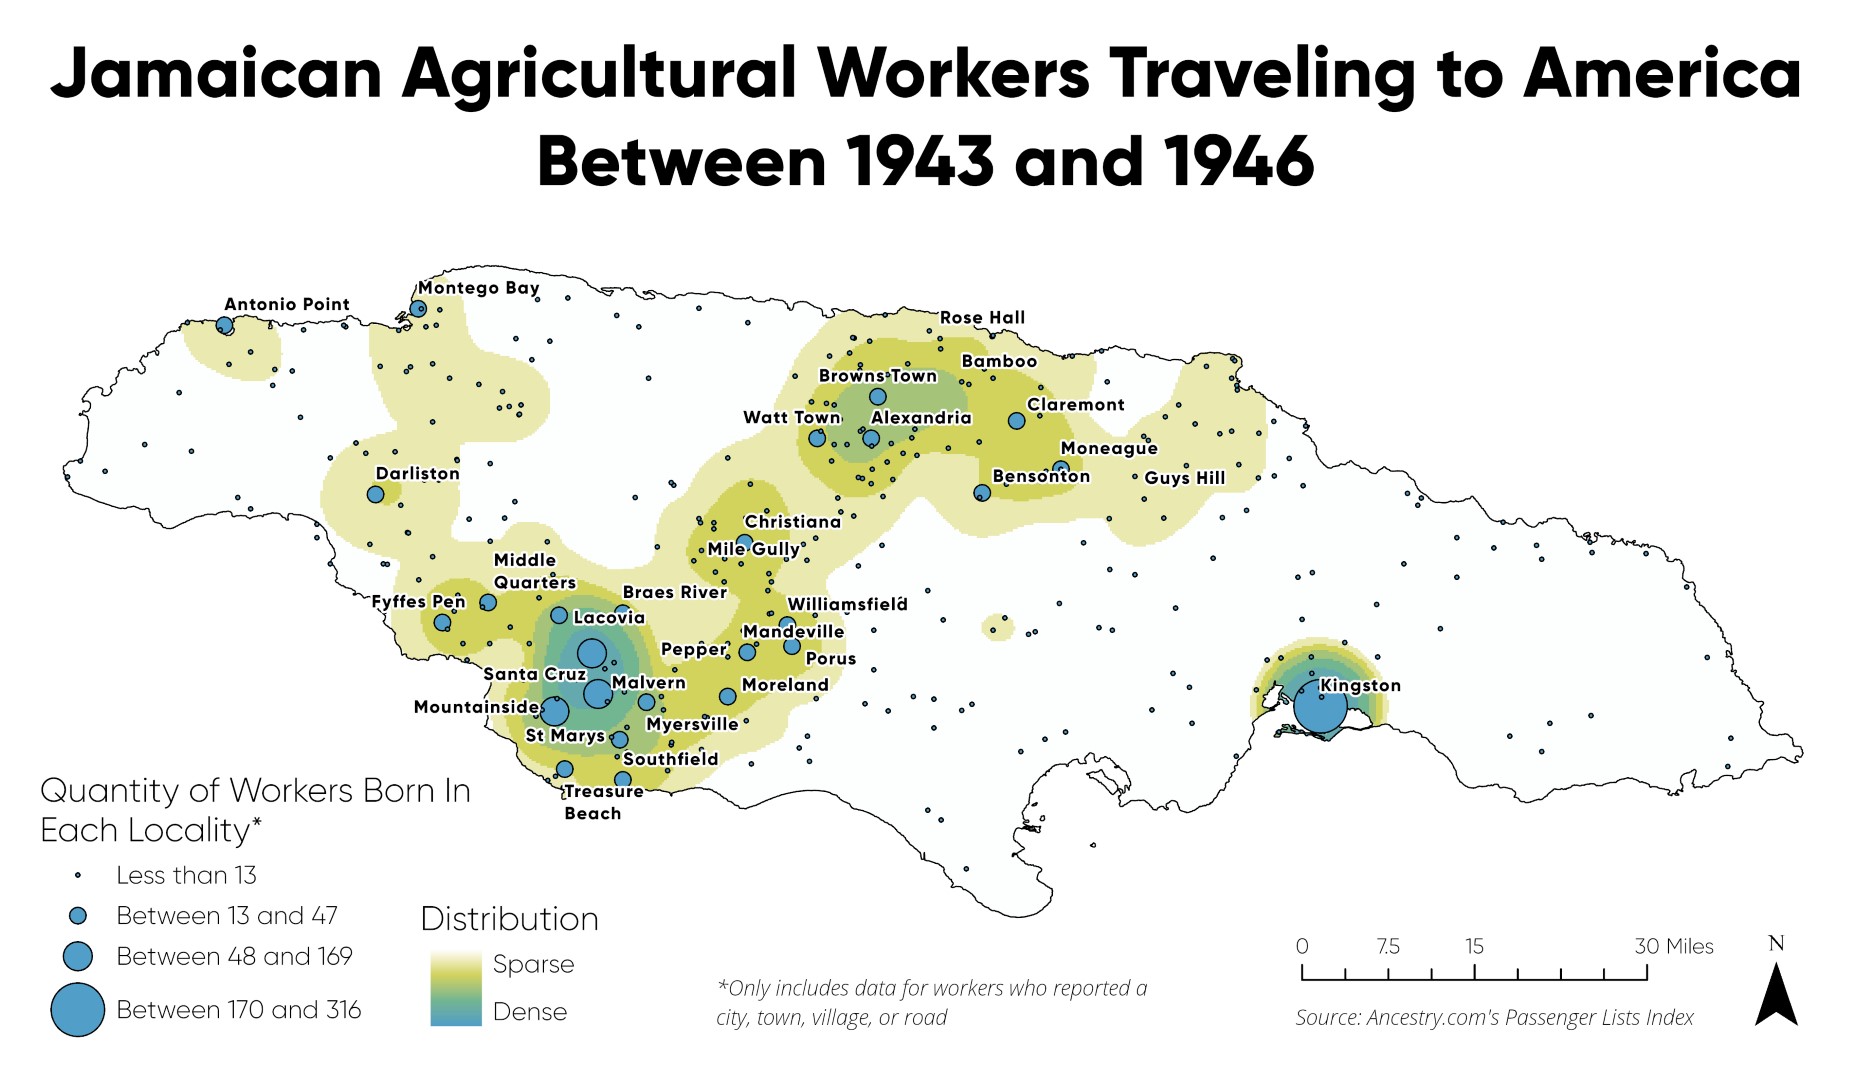 Jamaican Agricultural Workers Traveling to America
Between 1943 and 1946
Montego Bay
Antonio Point
Rose Hall
Bamboo
Browns Town
Claremont
Watt Town
Alexandria
Moneague
Darliston
Bensonton
Guys Hill
Christiana
Mile Gully
Middle
Quarters
Braes River
Fyffes Pen
Williamsfield
Lacovia
Mandeville
Pepper
Porus
Santa Cruz
Malvern
Moreland
Kingston
Mountainside
Myersville
St Marys
Southfield
Treasure
Beach
Quantity of Workers Born In
Each Locality*
Less than 13
Between 13 and 47
Between 48 and 169
Between 170 and 316
Distribution
Sparse
Dense
*Only includes data for workers who reported a
city, town, village, or road
0 7.5 15 30 Miles
Source: Ancestry.com's Passenger Lists Index
N